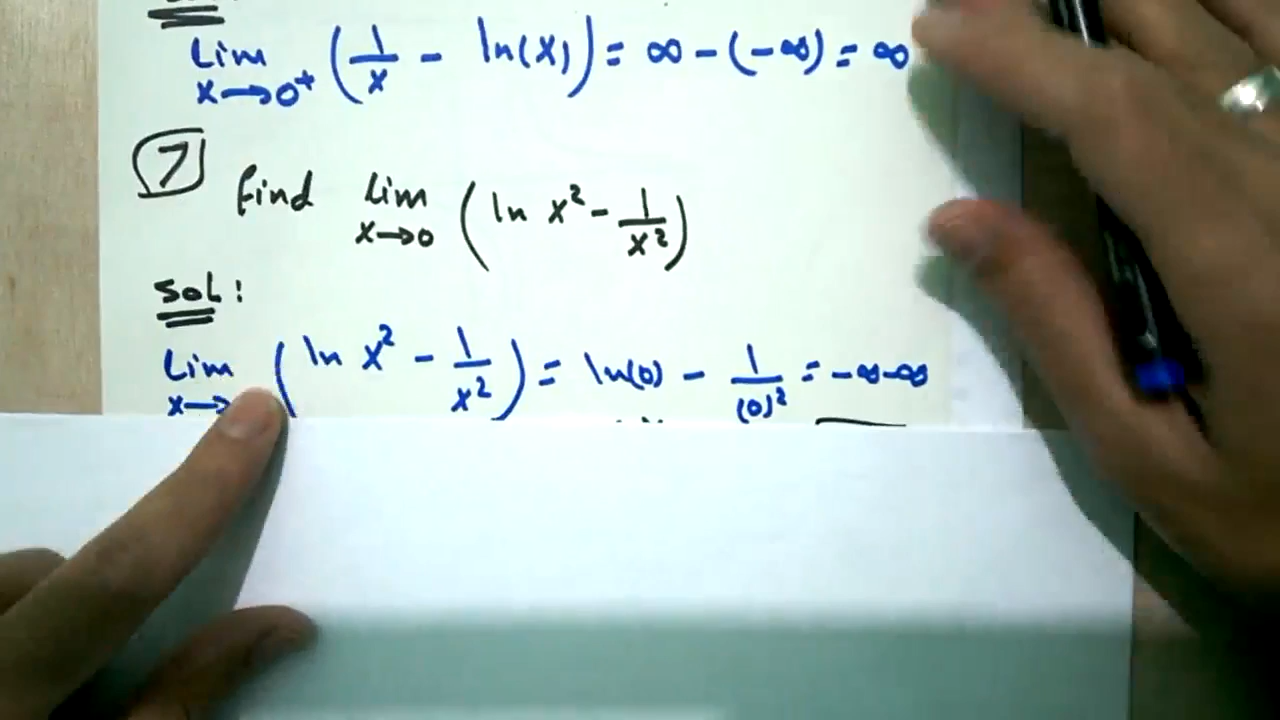 Lim x→0⁺ (1/x - ln(x)) = ∞ - (-∞) = ∞
7 find Lim x→0 (ln x² - 1/x²)
Sol:
Lim x→ (ln x² - 1/x²) = ln(0) - 1/(0)² = -∞-∞